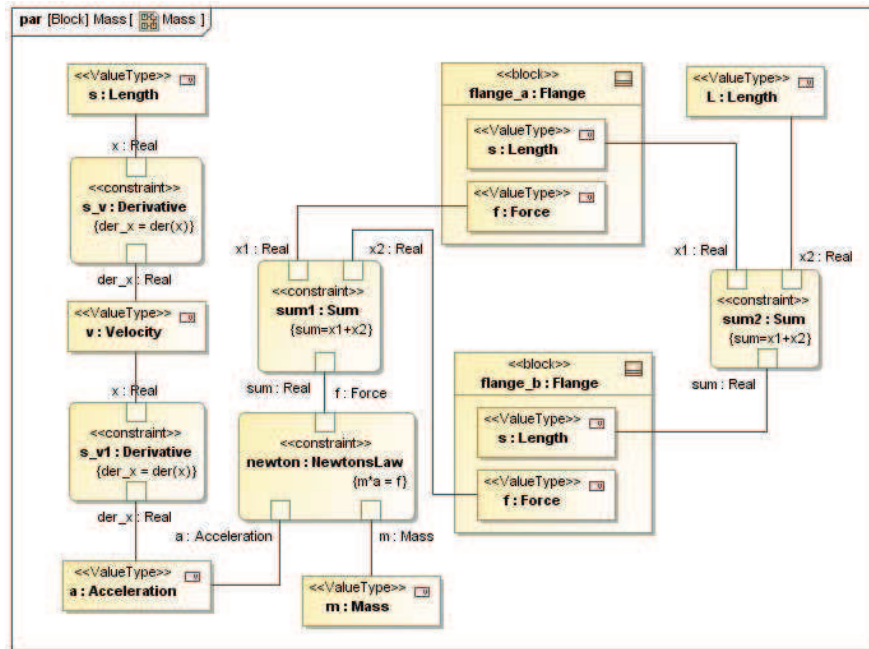 par [Block] Mass [ Mass ]
<<ValueType>>
s : Length
x : Real
<<constraint>>
s_v : Derivative
{der_x = der(x)}
der_x : Real
<<ValueType>>
v : Velocity
x : Real
<<constraint>>
s_v1 : Derivative
{der_x = der(x)}
der_x : Real
<<ValueType>>
a : Acceleration
<<block>>
flange_a : Flange
<<ValueType>>
s : Length
<<ValueType>>
f : Force
x1 : Real
x2 : Real
<<constraint>>
sum1 : Sum
{sum=x1+x2}
sum : Real
f : Force
<<constraint>>
newton : NewtonsLaw
{m*a = f}
a : Acceleration
m : Mass
<<ValueType>>
m : Mass
<<block>>
flange_b : Flange
<<ValueType>>
s : Length
<<ValueType>>
f : Force
<<ValueType>>
L : Length
x1 : Real
x2 : Real
<<constraint>>
sum2 : Sum
{sum=x1+x2}
sum : Real